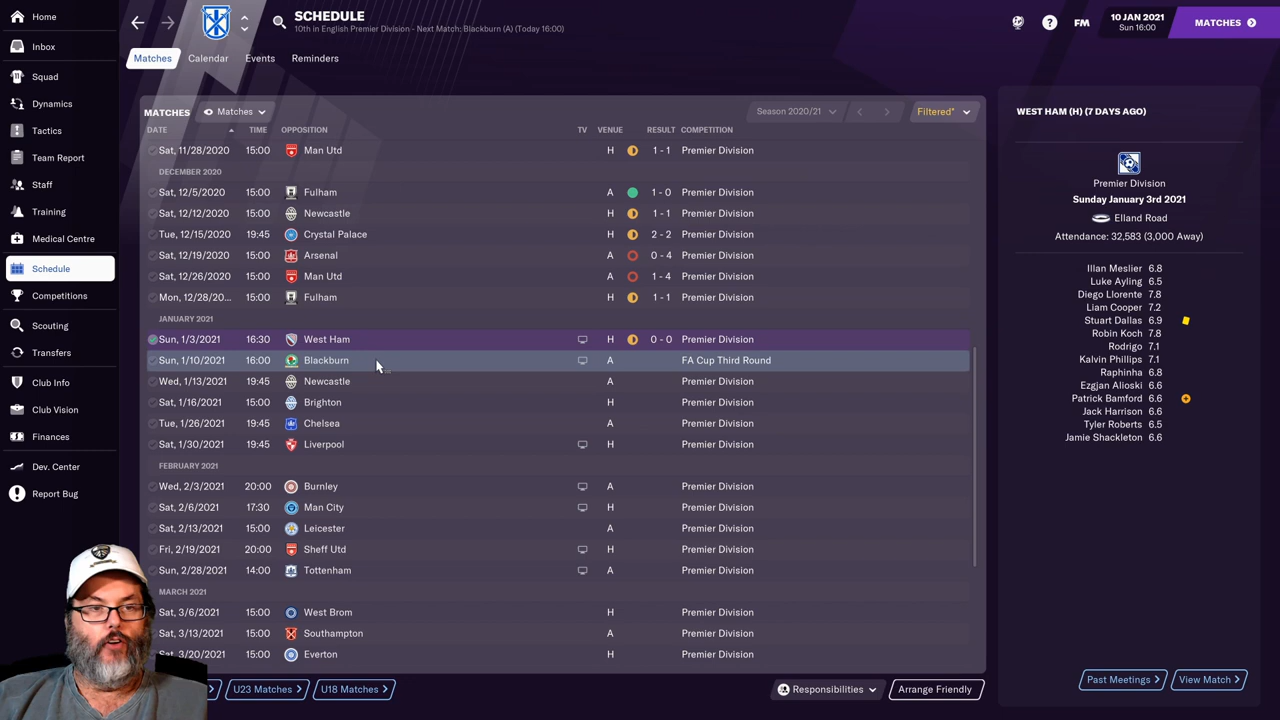 Home
SCHEDULE
10th in English Premier Division - Next Match: Blackburn (A) (Today 16:00)
FM
10 JAN 2021
Sun 16:00
MATCHES
Inbox
Squad
Dynamics
Tactics
Team Report
Staff
Training
Medical Centre
Schedule
Competitions
Scouting
Transfers
Club Info
Club Vision
Finances
Dev. Center
Report Bug
Matches Calendar Events Reminders
MATCHES Matches Season 2020/21 Filtered*
DATE TIME OPPOSITION TV VENUE RESULT COMPETITION
Sat, 11/28/2020 15:00 Man Utd H 1 - 1 Premier Division
DECEMBER 2020
Sat, 12/5/2020 15:00 Fulham A 1 - 0 Premier Division
Sat, 12/12/2020 15:00 Newcastle H 1 - 1 Premier Division
Tue, 12/15/2020 19:45 Crystal Palace H 2 - 2 Premier Division
Sat, 12/19/2020 15:00 Arsenal A 0 - 4 Premier Division
Sat, 12/26/2020 15:00 Man Utd A 1 - 4 Premier Division
Mon, 12/28/20... 15:00 Fulham H 1 - 1 Premier Division
JANUARY 2021
Sun, 1/3/2021 16:30 West Ham H 0 - 0 Premier Division
Sun, 1/10/2021 16:00 Blackburn A FA Cup Third Round
Wed, 1/13/2021 19:45 Newcastle A Premier Division
Sat, 1/16/2021 15:00 Brighton H Premier Division
Tue, 1/26/2021 19:45 Chelsea A Premier Division
Sat, 1/30/2021 19:45 Liverpool H Premier Division
FEBRUARY 2021
Wed, 2/3/2021 20:00 Burnley A Premier Division
Sat, 2/6/2021 17:30 Man City H Premier Division
Sat, 2/13/2021 15:00 Leicester A Premier Division
Fri, 2/19/2021 20:00 Sheff Utd H Premier Division
Sun, 2/28/2021 14:00 Tottenham A Premier Division
MARCH 2021
Sat, 3/6/2021 15:00 West Brom H Premier Division
Sat, 3/13/2021 15:00 Southampton A Premier Division
Sat, 3/20/2021 15:00 Everton H Premier Division
U23 Matches U18 Matches Responsibilities Arrange Friendly
WEST HAM (H) (7 DAYS AGO)
Premier Division
Sunday January 3rd 2021
Elland Road
Attendance: 32,583 (3,000 Away)
Illan Meslier 6.8
Luke Ayling 6.5
Diego Llorente 7.8
Liam Cooper 7.2
Stuart Dallas 6.9
Robin Koch 7.8
Rodrigo 7.1
Kalvin Phillips 7.1
Raphinha 6.8
Ezgjan Alioski 6.6
Patrick Bamford 6.6
Jack Harrison 6.6
Tyler Roberts 6.5
Jamie Shackleton 6.6
Past Meetings View Match